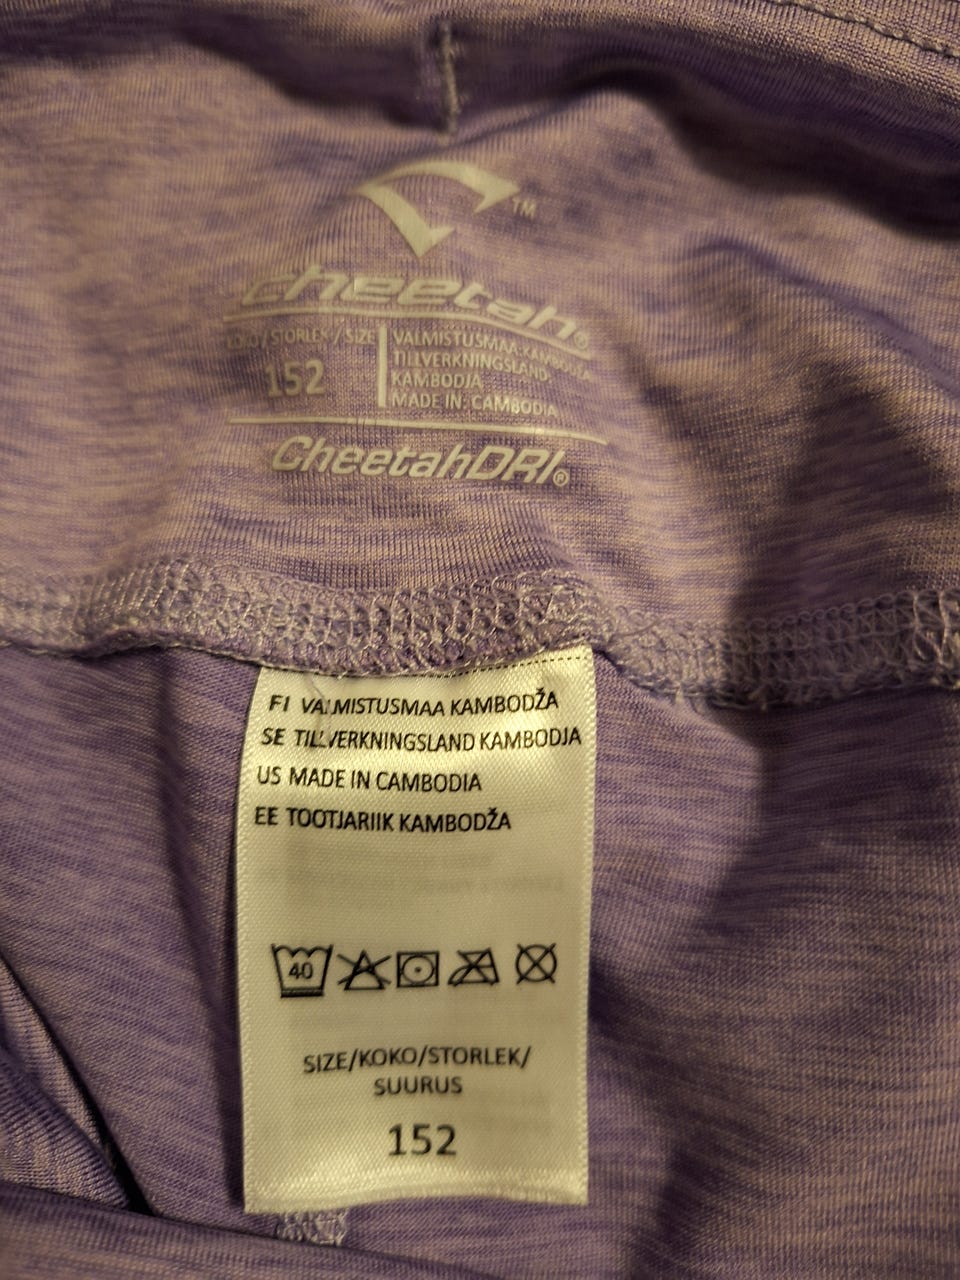 TM
cheetah®
KOKO/STORLEK/SIZE
152
VALMISTUSMAA: KAMBODŽA
TILLVERKNINGSLAND:
KAMBODJA
MADE IN: CAMBODIA
CheetahDRI®
FI VALMISTUSMAA KAMBODŽA
SE TILLVERKNINGSLAND KAMBODJA
US MADE IN CAMBODIA
EE TOOTJARIIK KAMBODŽA
40
SIZE/KOKO/STORLEK/
SUURUS
152